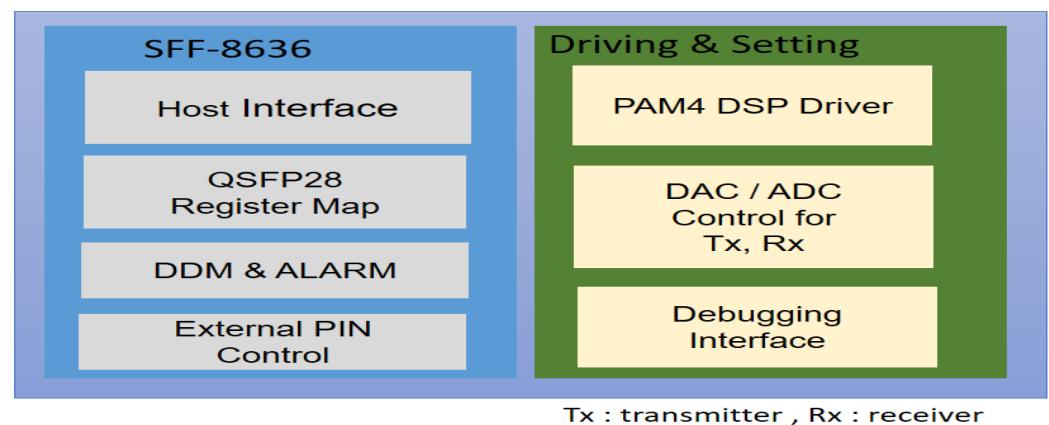 SFF-8636
Host Interface
QSFP28
Register Map
DDM & ALARM
External PIN
Control
Driving & Setting
PAM4 DSP Driver
DAC / ADC
Control for
Tx, Rx
Debugging
Interface
Tx : transmitter , Rx : receiver